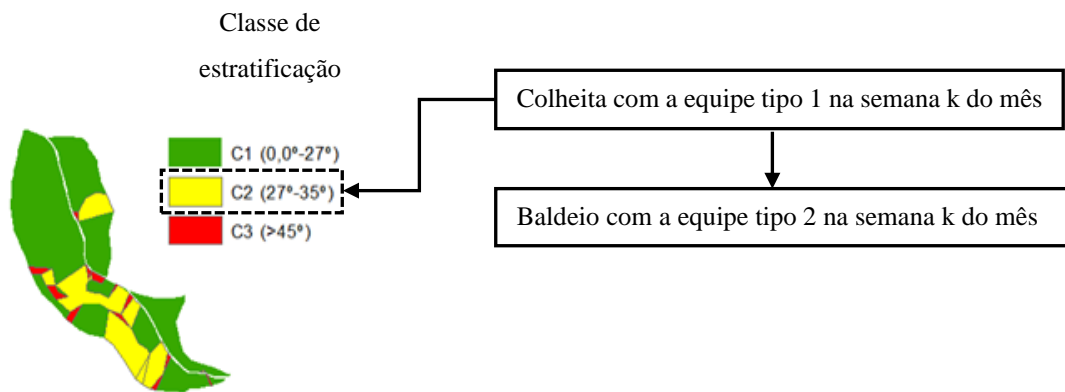 Classe de
estratificação
C1 (0,0º-27º)
C2 (27º-35º)
C3 (>45º)
Colheita com a equipe tipo 1 na semana k do mês
Baldeio com a equipe tipo 2 na semana k do mês